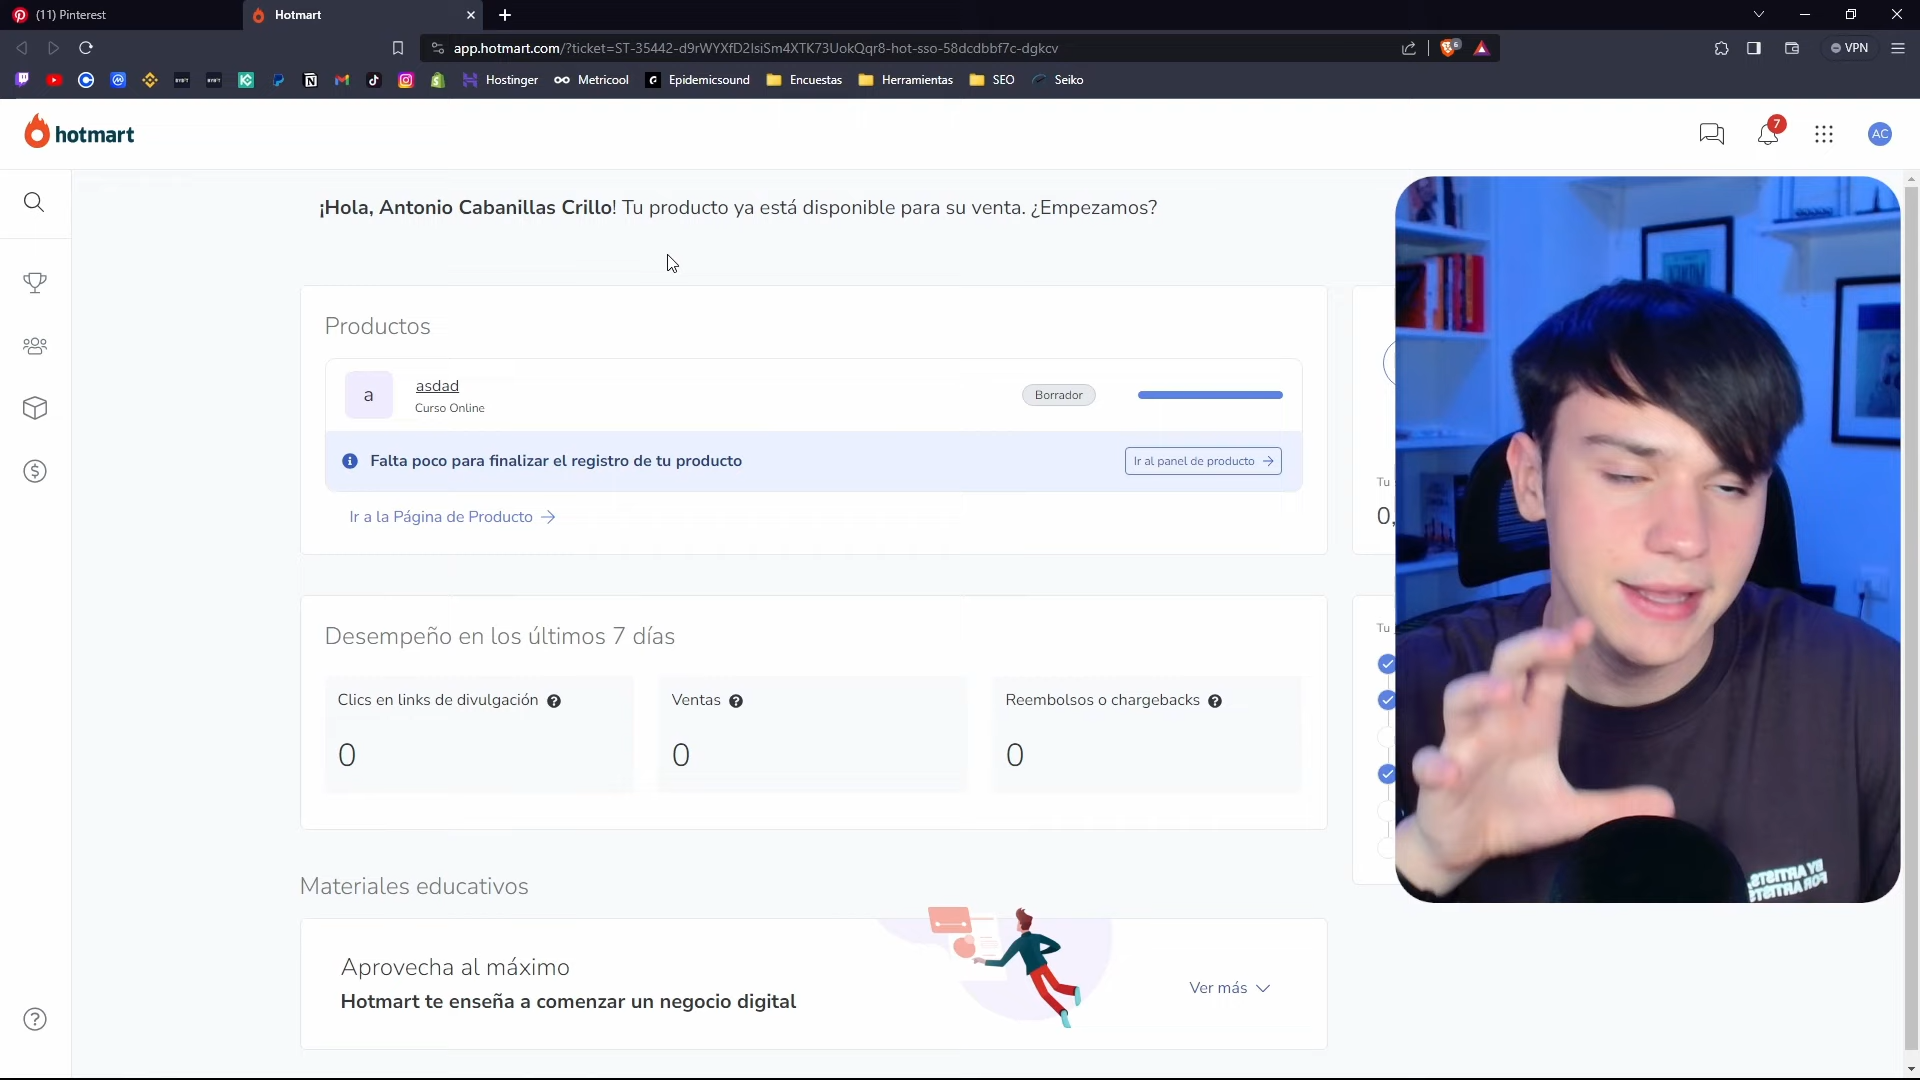 (11) Pinterest
Hotmart
app.hotmart.com/?ticket=ST-35442-d9rWYXfD2IsiSm4XTK73UokQqr8-hot-sso-58dcdbbf7c-dgkcv
6
VPN
Hostinger
Metricool
Epidemicsound
Encuestas
Herramientas
SEO
Seiko
hotmart
7
AC
¡Hola, Antonio Cabanillas Crillo! Tu producto ya está disponible para su venta. ¿Empezamos?
Productos
a
asdad
Curso Online
Borrador
Falta poco para finalizar el registro de tu producto
Ir al panel de producto
Ir a la Página de Producto
Tu
0,
Desempeño en los últimos 7 días
Tu
Clics en links de divulgación
Ventas
Reembolsos o chargebacks
0
0
0
BY ARTISTS,
FOR ARTISTS
Materiales educativos
Aprovecha al máximo
Hotmart te enseña a comenzar un negocio digital
Ver más